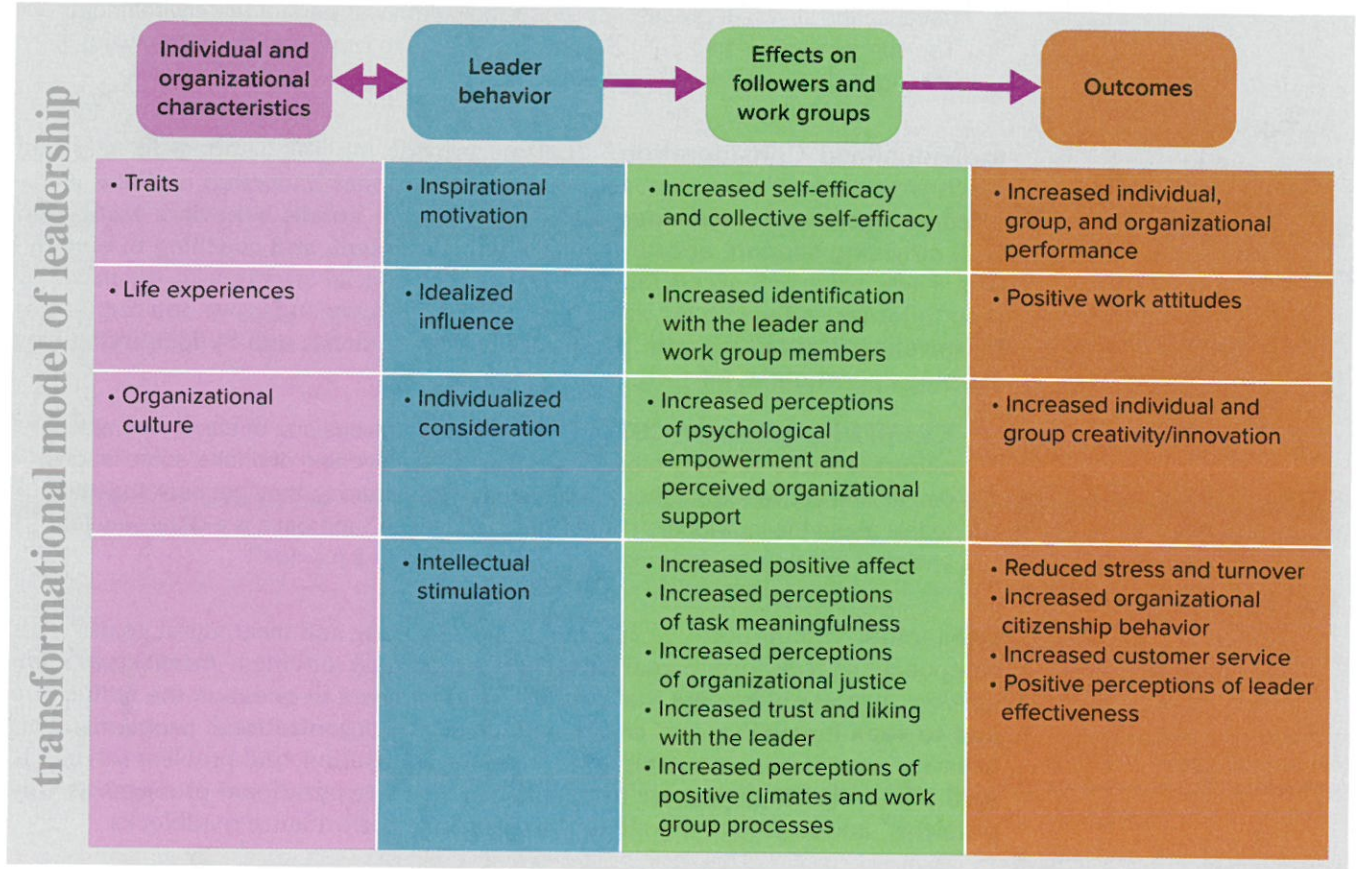 transformational model of leadership
Individual and
organizational
characteristics
Leader
behavior
Effects on
followers and
work groups
Outcomes
• Traits
• Inspirational
motivation
• Increased self-efficacy
and collective self-efficacy
• Increased individual,
group, and organizational
performance
• Life experiences
• Idealized
influence
• Increased identification
with the leader and
work group members
• Positive work attitudes
• Organizational
culture
• Individualized
consideration
• Increased perceptions
of psychological
empowerment and
perceived organizational
support
• Increased individual and
group creativity/innovation
• Intellectual
stimulation
• Increased positive affect
• Increased perceptions
of task meaningfulness
• Increased perceptions
of organizational justice
• Increased trust and liking
with the leader
• Increased perceptions of
positive climates and work
group processes
• Reduced stress and turnover
• Increased organizational
citizenship behavior
• Increased customer service
• Positive perceptions of leader
effectiveness